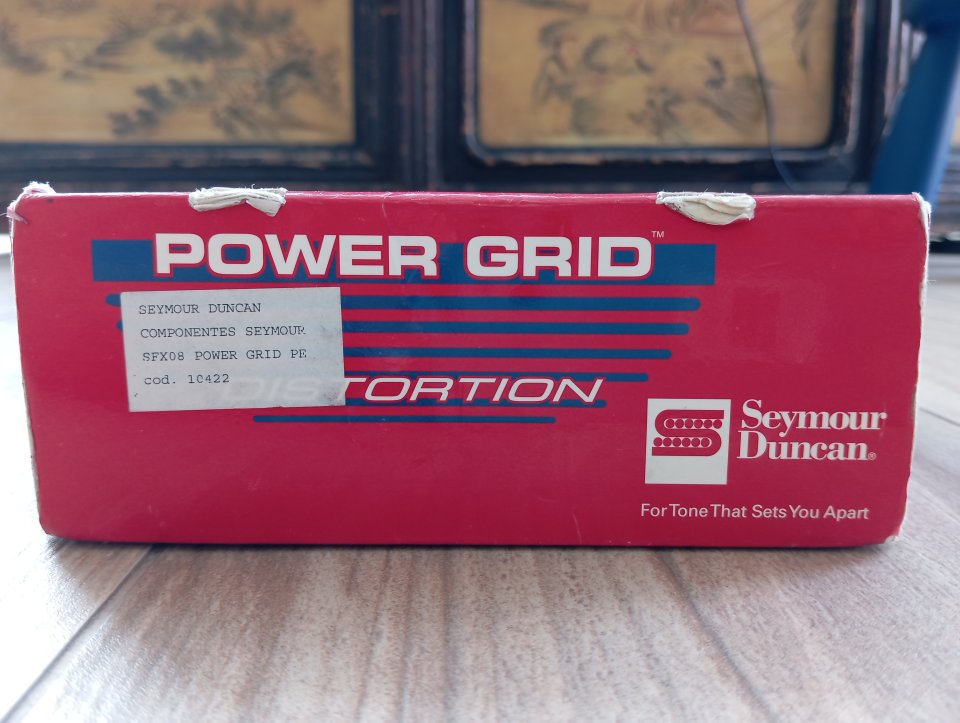 POWER GRID™
SEYMOUR DUNCAN
COMPONENTES SEYMOUR
SFX08 POWER GRID PE
cod. 10422
DISTORTION
Seymour
Duncan®
For Tone That Sets You Apart